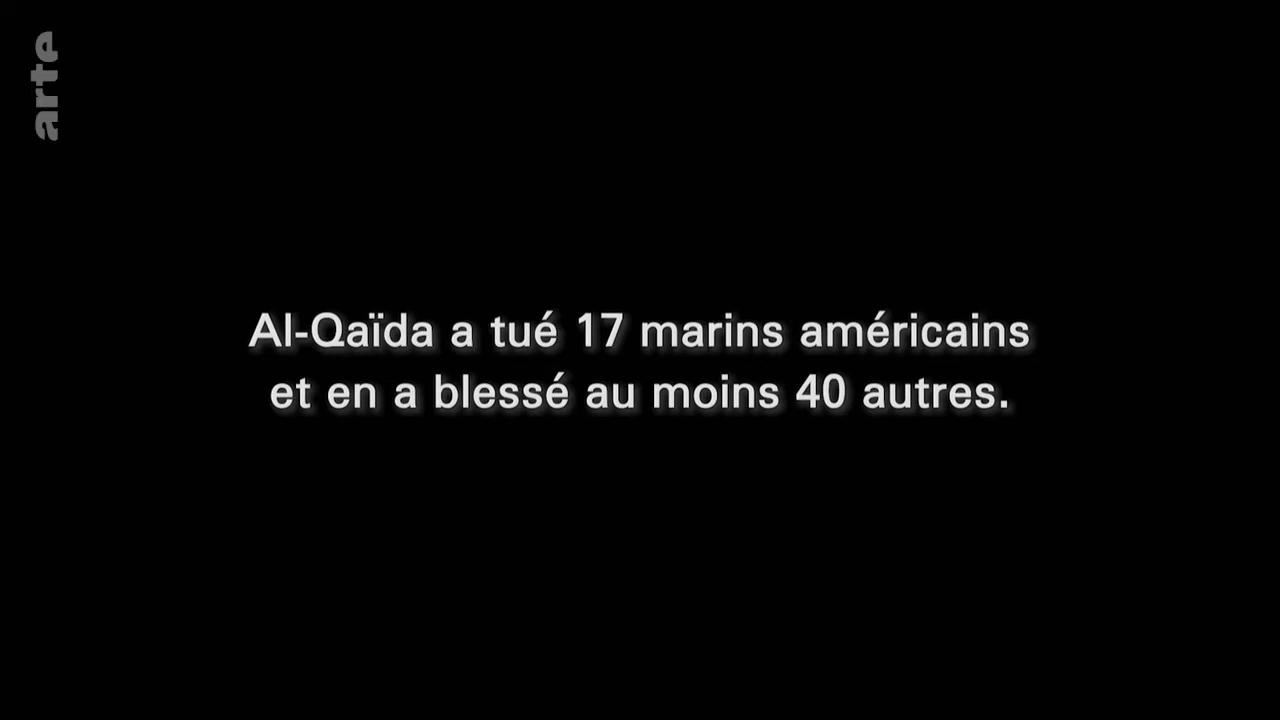 arte
Al-Qaïda a tué 17 marins américains
et en a blessé au moins 40 autres.